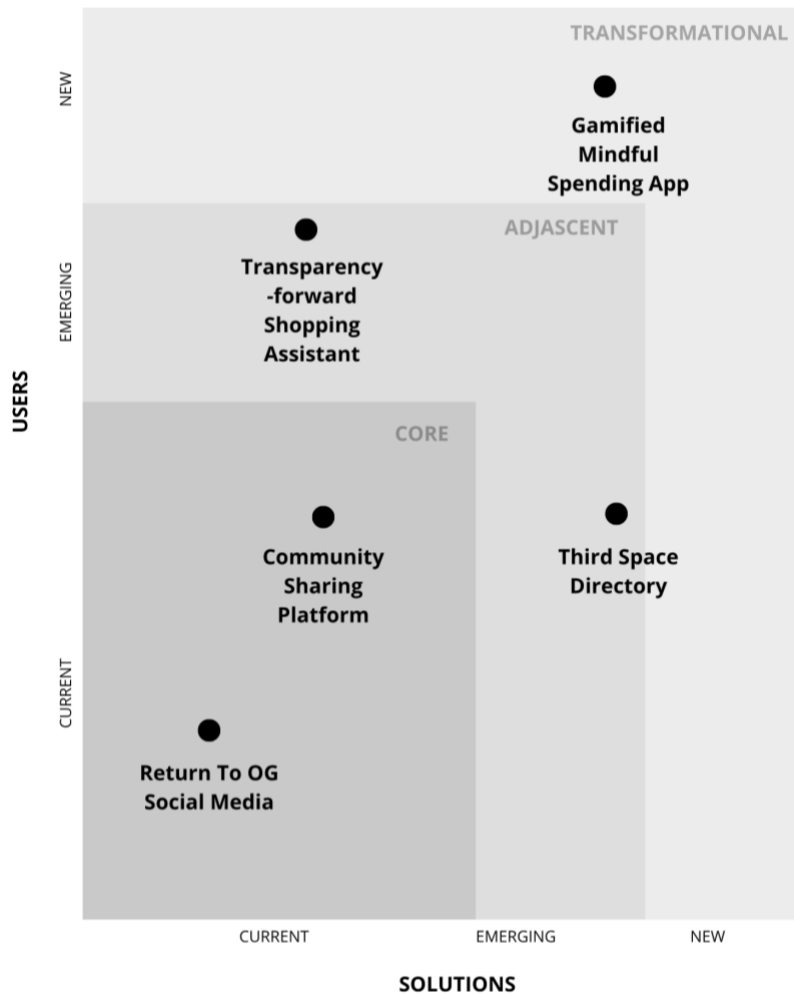 TRANSFORMATIONAL
NEW
Gamified
Mindful
Spending App
ADJASCENT
Transparency
-forward
Shopping
Assistant
EMERGING
USERS
CORE
Community
Sharing
Platform
Third Space
Directory
CURRENT
Return To OG
Social Media
CURRENT
EMERGING
NEW
SOLUTIONS